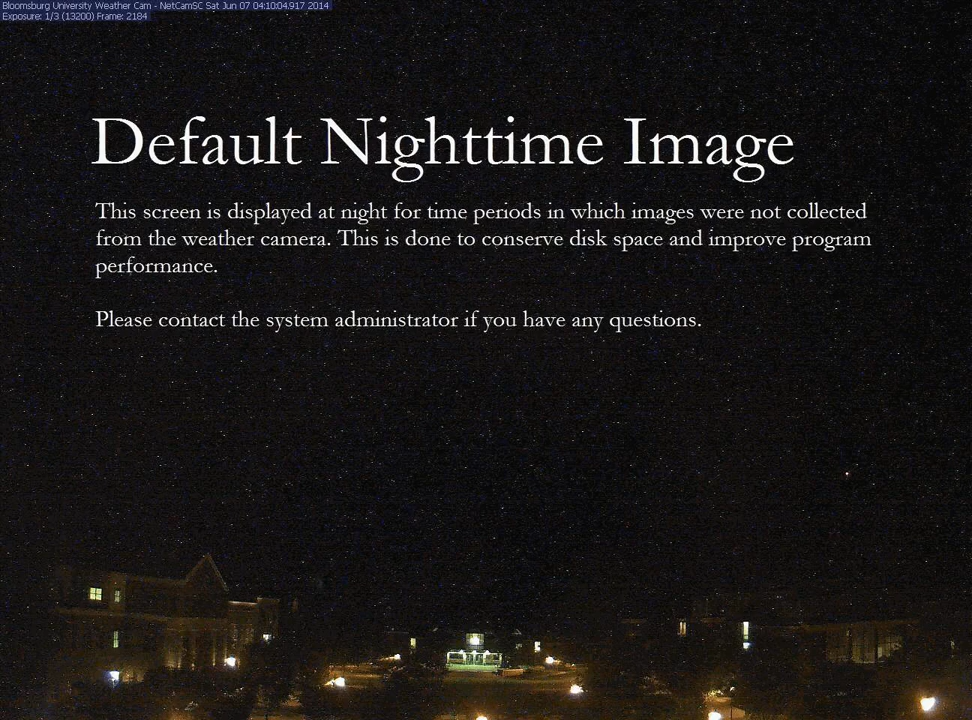 Bloomsburg University Weather Cam - NetCamSC Sat Jun 07 04:10:04.917 2014
Exposure: 1/3 (13200) Frame: 2184
Default Nighttime Image
This screen is displayed at night for time periods in which images were not collected
from the weather camera. This is done to conserve disk space and improve program
performance.
Please contact the system administrator if you have any questions.